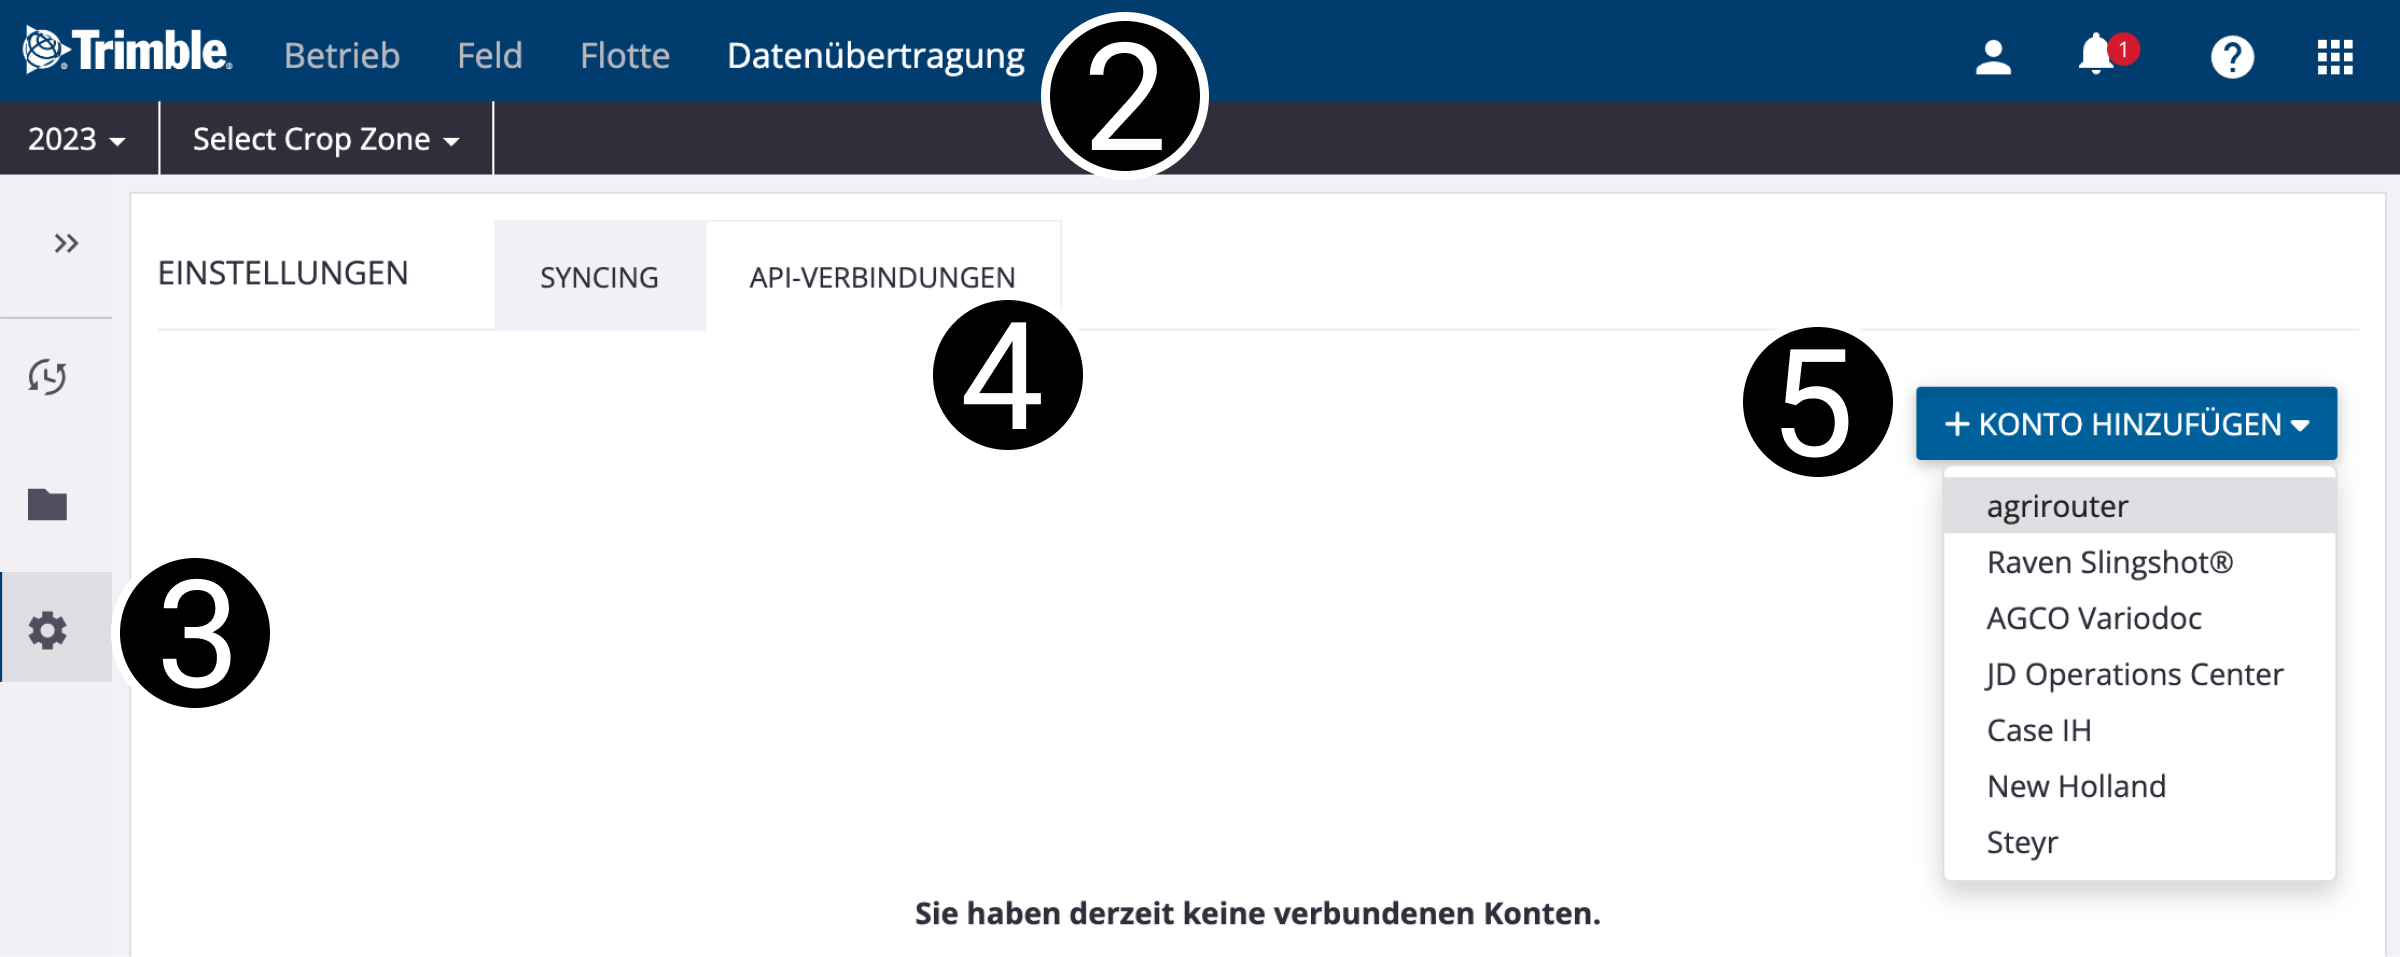 Trimble Betrieb Feld Flotte Datenübertragung 2 1 ?
2023 Select Crop Zone
EINSTELLUNGEN SYNCING API-VERBINDUNGEN
4
5
+ KONTO HINZUFÜGEN
agrirouter
Raven Slingshot®
3
AGCO Variodoc
JD Operations Center
Case IH
New Holland
Steyr
Sie haben derzeit keine verbundenen Konten.